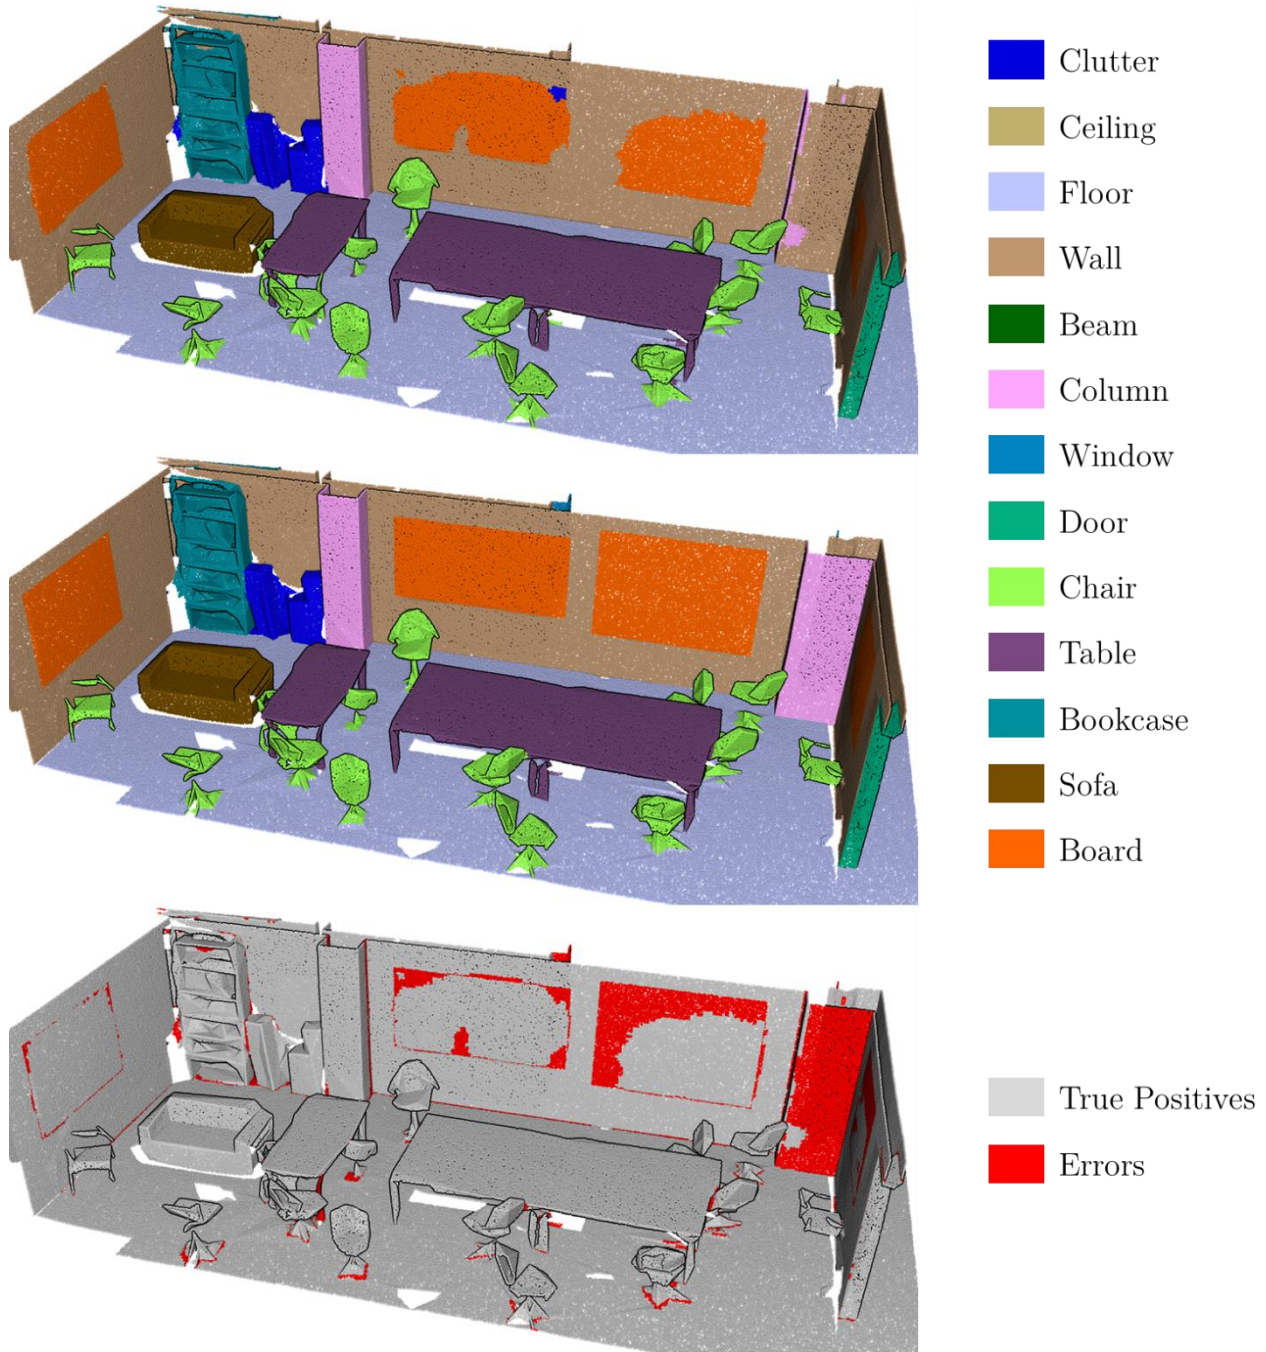 Clutter
Ceiling
Floor
Wall
Beam
Column
Window
Door
Chair
Table
Bookcase
Sofa
Board
True Positives
Errors